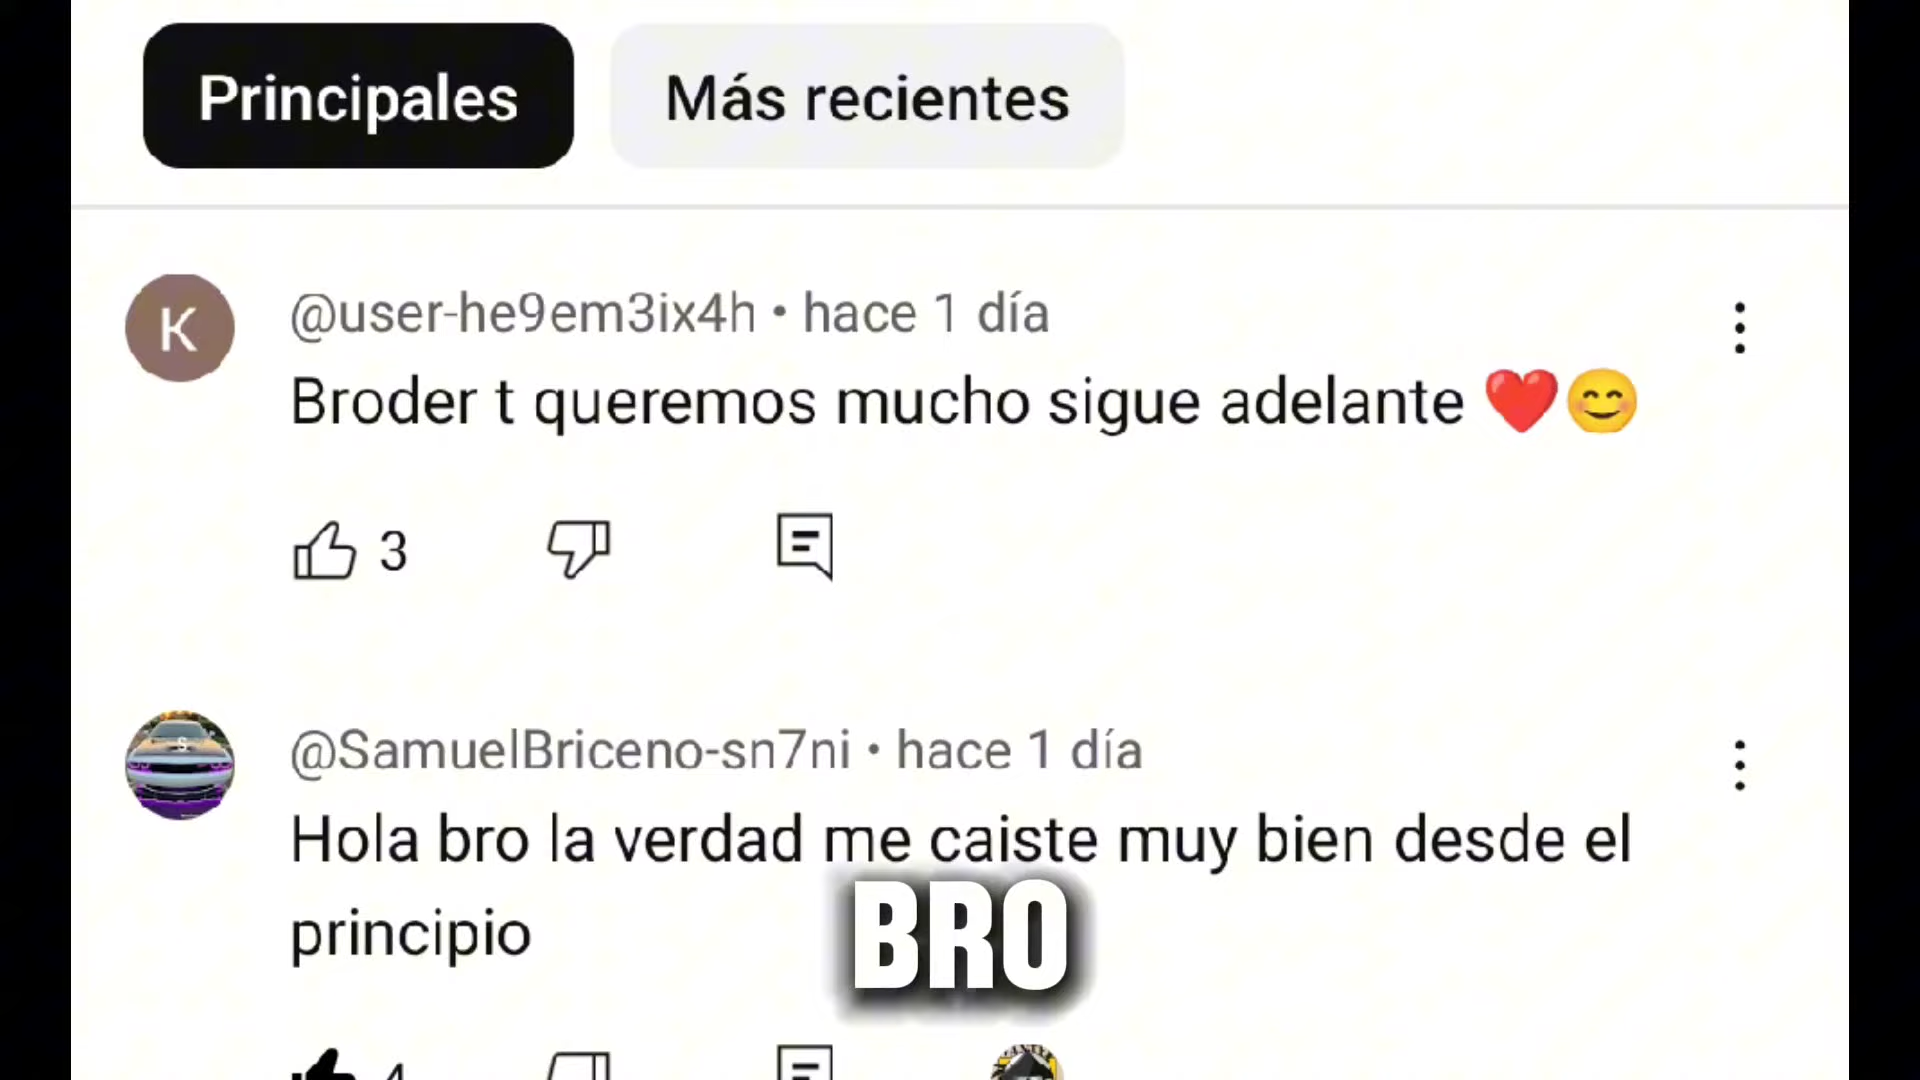 Principales
Más recientes
K
@user-he9em3ix4h • hace 1 día
Broder t queremos mucho sigue adelante ❤️😊
3
@SamuelBriceno-sn7ni • hace 1 día
Hola bro la verdad me caiste muy bien desde el
principio
BRO
4